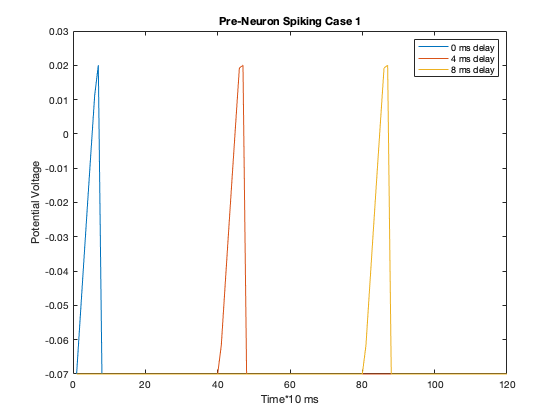 Pre-Neuron Spiking Case 1
0.03
0.02
0.01
0
-0.01
-0.02
-0.03
-0.04
-0.05
-0.06
-0.07
Potential Voltage
0 ms delay
4 ms delay
8 ms delay
0 20 40 60 80 100 120
Time*10 ms